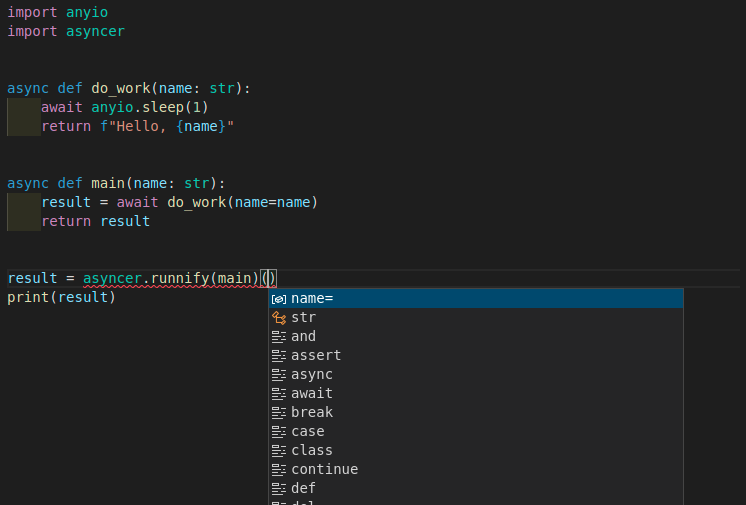 import anyio
import asyncer
async def do_work(name: str):
await anyio.sleep(1)
return f"Hello, {name}"
async def main(name: str):
result = await do_work(name=name)
return result
result = asyncer.runnify(main)()
print(result)
name=
str
and
assert
async
await
break
case
class
continue
def
del